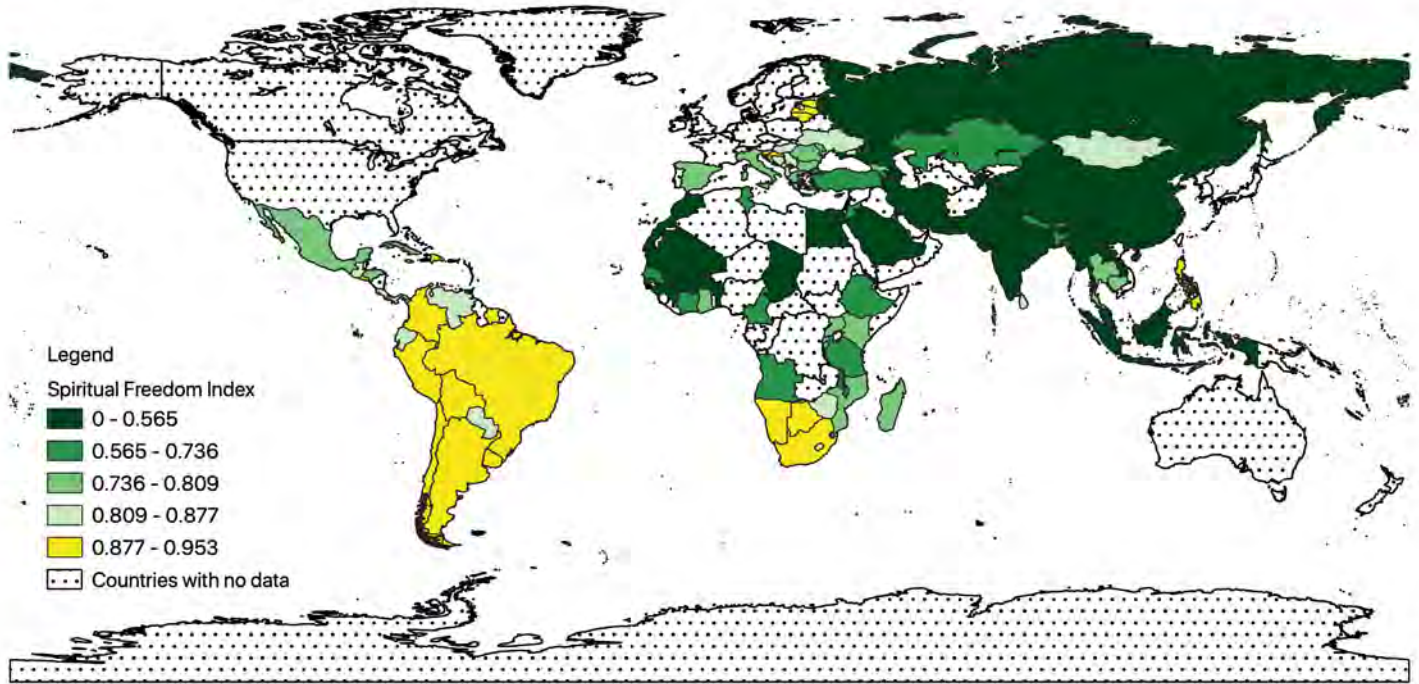 Legend
Spiritual Freedom Index
0 - 0.565
0.565 - 0.736
0.736 - 0.809
0.809 - 0.877
0.877 - 0.953
Countries with no data